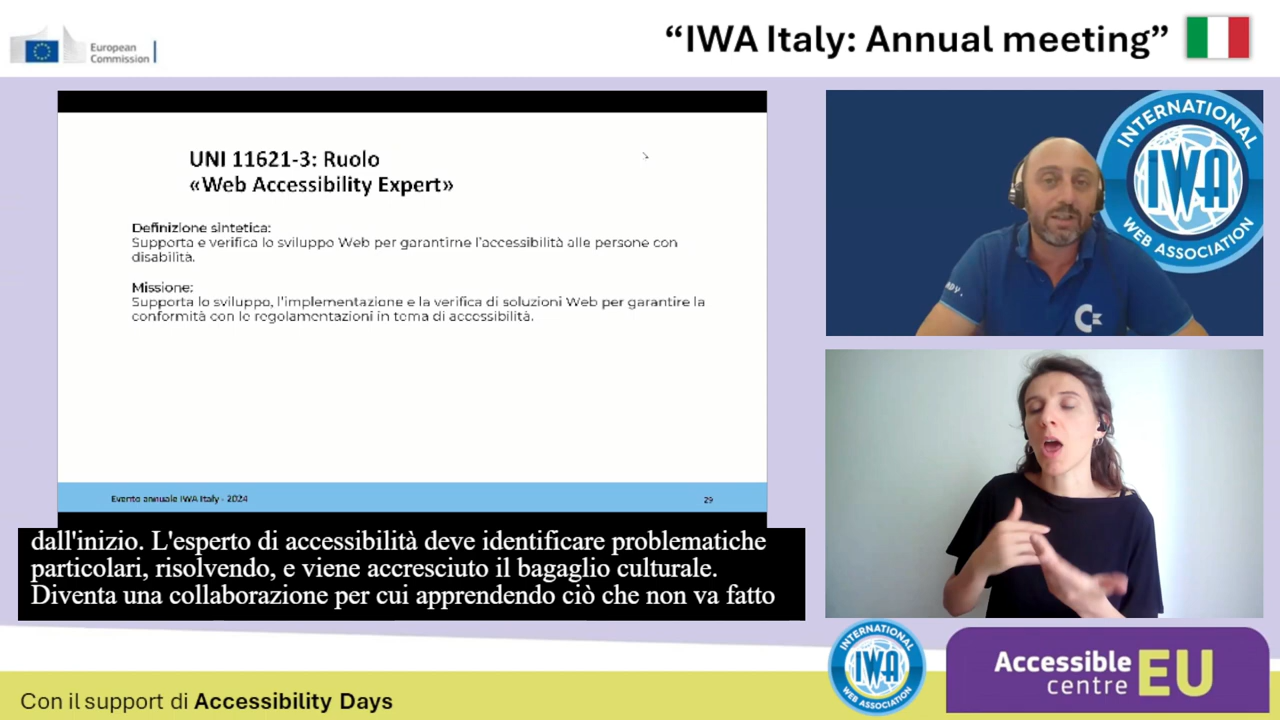 European
Commission
“IWA Italy: Annual meeting”
UNI 11621-3: Ruolo
«Web Accessibility Expert»
Definizione sintetica:
Supporta e verifica lo sviluppo Web per garantirne l’accessibilità alle persone con
disabilità.
Missione:
Supporta lo sviluppo, l’implementazione e la verifica di soluzioni Web per garantire la
conformità con le regolamentazioni in tema di accessibilità.
Evento annuale IWA Italy - 2024
29
dall'inizio. L'esperto di accessibilità deve identificare problematiche
particolari, risolvendo, e viene accresciuto il bagaglio culturale.
Diventa una collaborazione per cui apprendendo ciò che non va fatto
INTERNATIONAL
IWA
WEB ASSOCIATION
INTERNATIONAL
IWA
WEB ASSOCIATION
Accessible
centre
EU
Con il support di Accessibility Days